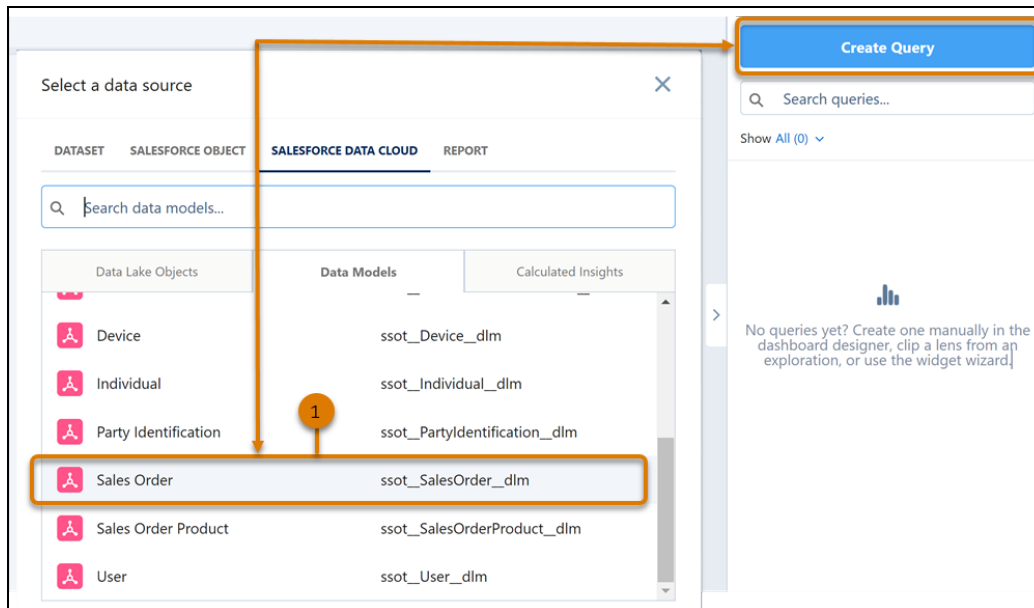 Create Query
Select a data source
Search queries...
Show All (0)
DATASET SALESFORCE OBJECT SALESFORCE DATA CLOUD REPORT
Search data models...
Data Lake Objects Data Models Calculated Insights
Device ssot__Device__dlm
Individual ssot__Individual__dlm
1
Party Identification ssot__PartyIdentification__dlm
Sales Order ssot__SalesOrder__dlm
Sales Order Product ssot__SalesOrderProduct__dlm
User ssot__User__dlm
No queries yet? Create one manually in the
dashboard designer, clip a lens from an
exploration, or use the widget wizard.